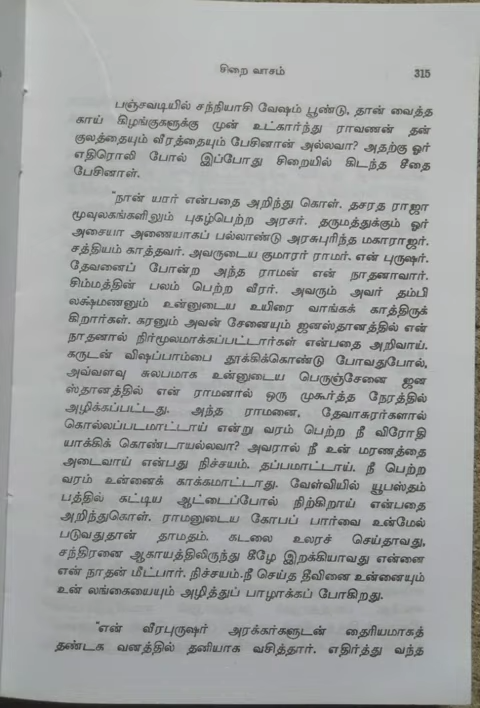 சிறை வாசம் 315
பஞ்சவடியில் சந்நியாசி வேஷம் பூண்டு, தான் வைத்த
காய் கிழங்குகளுக்கு முன் உட்கார்ந்து ராவணன் தன்
குலத்தையும் வீரத்தையும் பேசினான் அல்லவா? அதற்கு ஓர்
எதிரொலி போல் இப்போது சிறையில் கிடந்த சீதை
பேசினாள்.
"நான் யார் என்பதை அறிந்து கொள். தசரத ராஜா
மூவுலகங்களிலும் புகழ்பெற்ற அரசர். தருமத்துக்கும் ஓர்
அசையா அணையாகப் பல்லாண்டு அரசுபுரிந்த மகாராஜர்.
சத்தியம் காத்தவர். அவருடைய குமாரர் ராமர். என் புருஷர்.
தேவனைப் போன்ற அந்த ராமன் என் நாதனாவார்.
சிம்மத்தின் பலம் பெற்ற வீரர். அவரும் அவர் தம்பி
லக்ஷ்மணனும் உன்னுடைய உயிரை வாங்கக் காத்திருக்
கிறார்கள். கரனும் அவன் சேனையும் ஜனஸ்தானத்தில் என்
நாதனால் நிர்மூலமாக்கப்பட்டார்கள் என்பதை அறிவாய்.
கருடன் விஷப்பாம்பை தூக்கிக்கொண்டு போவதுபோல்,
அவ்வளவு சுலபமாக உன்னுடைய பெருஞ்சேனை ஜன
ஸ்தானத்தில் என் ராமனால் ஒரு முகூர்த்த நேரத்தில்
அழிக்கப்பட்டது. அந்த ராமனை, தேவாசுரர்களால்
கொல்லப்படமாட்டாய் என்று வரம் பெற்ற நீ விரோதி
யாக்கிக் கொண்டாயல்லவா? அவரால் நீ உன் மரணத்தை
அடைவாய் என்பது நிச்சயம். தப்பமாட்டாய். நீ பெற்ற
வரம் உன்னைக் காக்கமாட்டாது. வேள்வியில் யூபஸ்தம்
பத்தில் கட்டிய ஆட்டைப்போல் நிற்கிறாய் என்பதை
அறிந்துகொள். ராமனுடைய கோபப் பார்வை உன்மேல்
படுவதுதான் தாமதம். கடலை உலரச் செய்தாவது,
சந்திரனை ஆகாயத்திலிருந்து கீழே இறக்கியாவது என்னை
என் நாதன் மீட்பார். நிச்சயம்.நீ செய்த தீவினை உன்னையும்
உன் லங்கையையும் அழித்துப் பாழாக்கப் போகிறது.
"என் வீரபுருஷர் அரக்கர்களுடன் தைரியமாகத்
தண்டக வனத்தில் தனியாக வசித்தார். எதிர்த்து வந்த